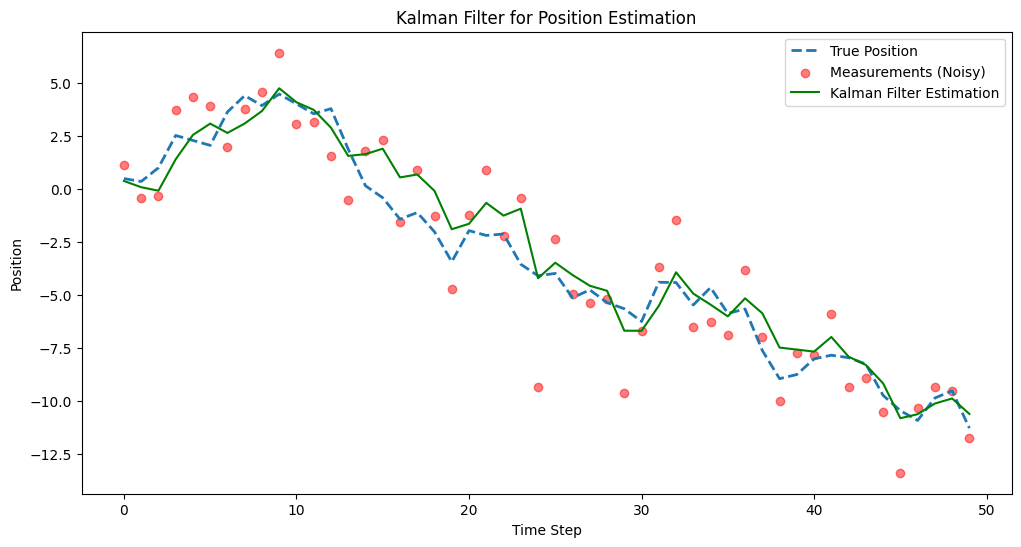 Kalman Filter for Position Estimation
True Position
Measurements (Noisy)
Kalman Filter Estimation
5.0
2.5
0.0
−2.5
−5.0
−7.5
−10.0
−12.5
Position
0
10
20
30
40
50
Time Step